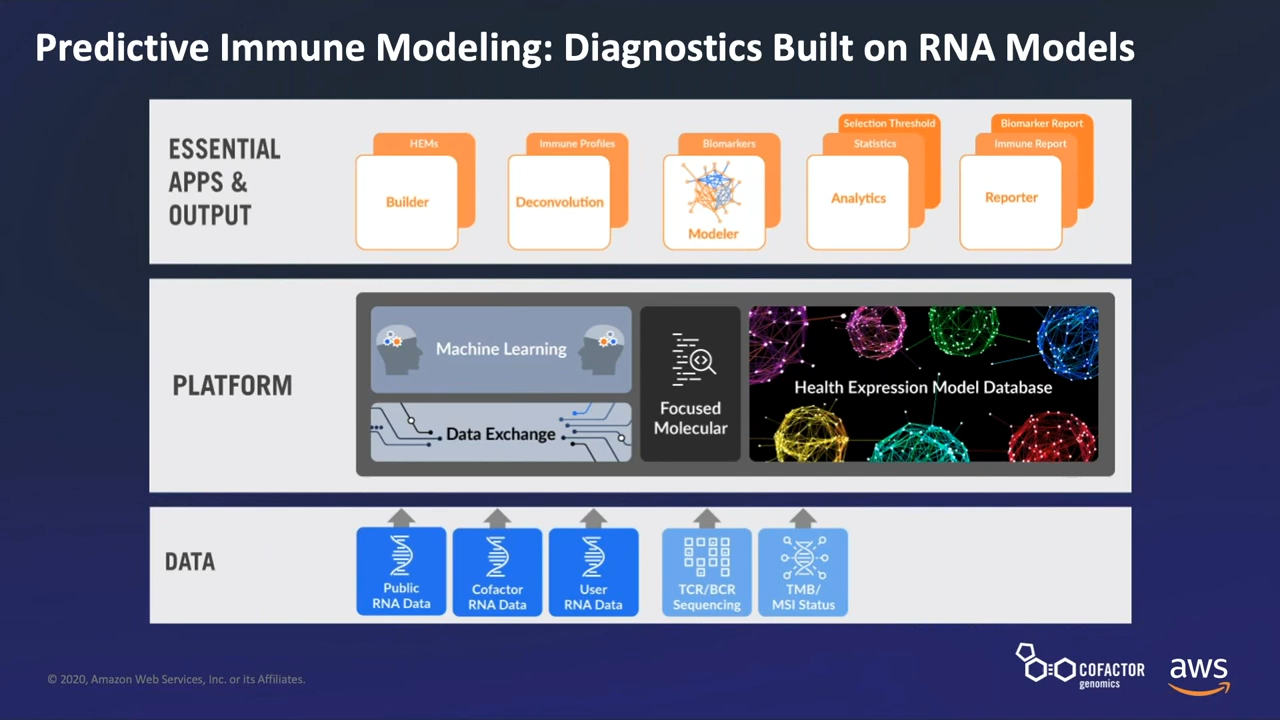 Predictive Immune Modeling: Diagnostics Built on RNA Models
ESSENTIAL
APPS &
OUTPUT
HEMs
Builder
Immune Profiles
Deconvolution
Biomarkers
Modeler
Selection Threshold
Statistics
Analytics
Biomarker Report
Immune Report
Reporter
PLATFORM
Machine Learning
Data Exchange
Focused
Molecular
Health Expression Model Database
DATA
Public
RNA Data
Cofactor
RNA Data
User
RNA Data
TCR/BCR
Sequencing
TMB/
MSI Status
© 2020, Amazon Web Services, Inc. or its Affiliates.
COFACTOR
genomics
aws